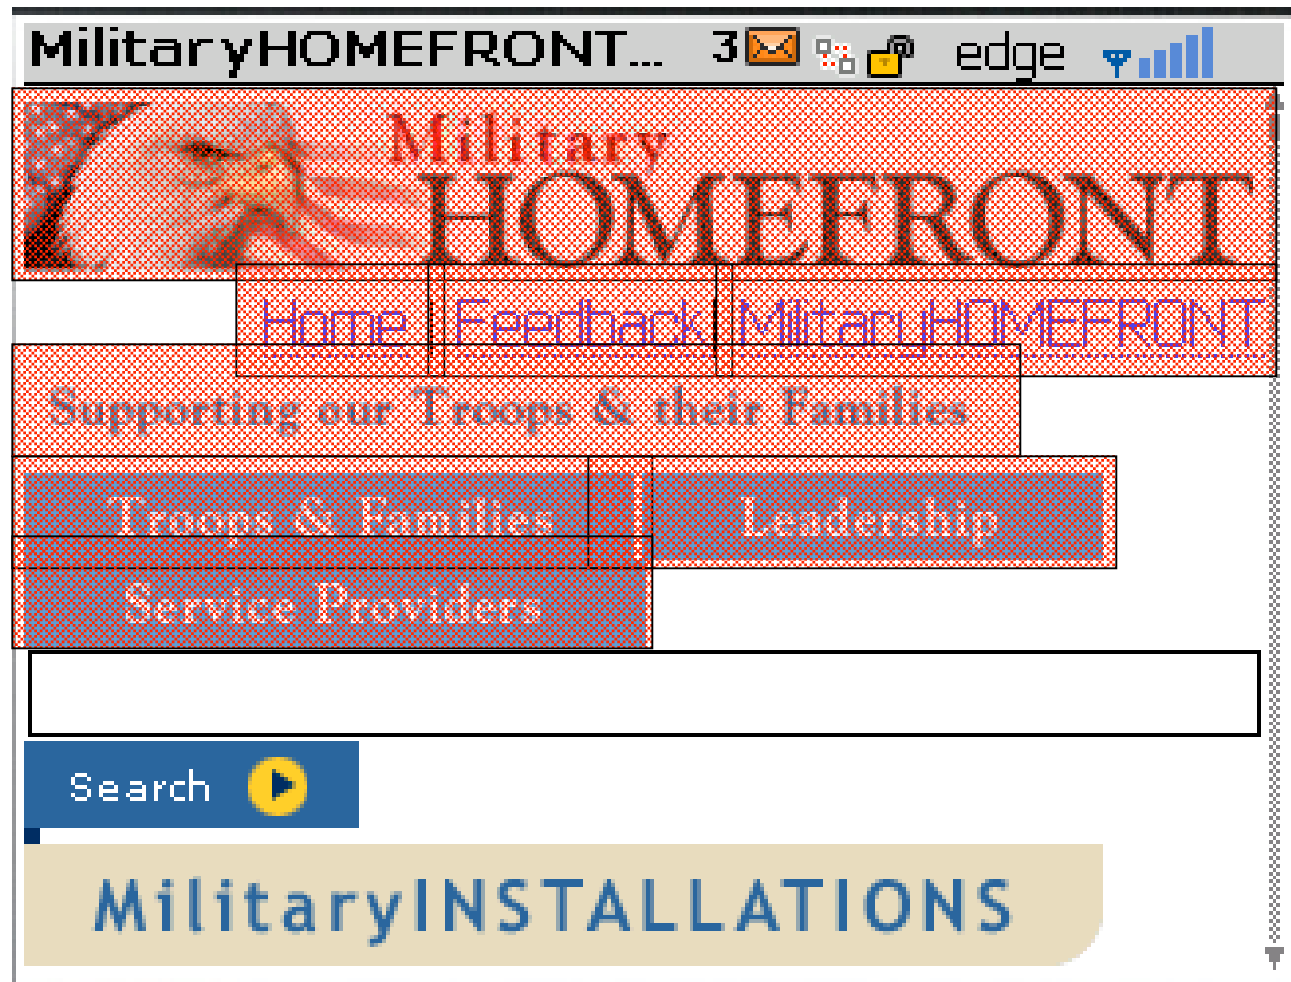 MilitaryHOMEFRONT... 3 edge
Military
HOMEFRONT
Home | Feedback | MilitaryHOMEFRONT
Supporting our Troops & their Families
Troops & Families Leadership
Service Providers
Search
MilitaryINSTALLATIONS